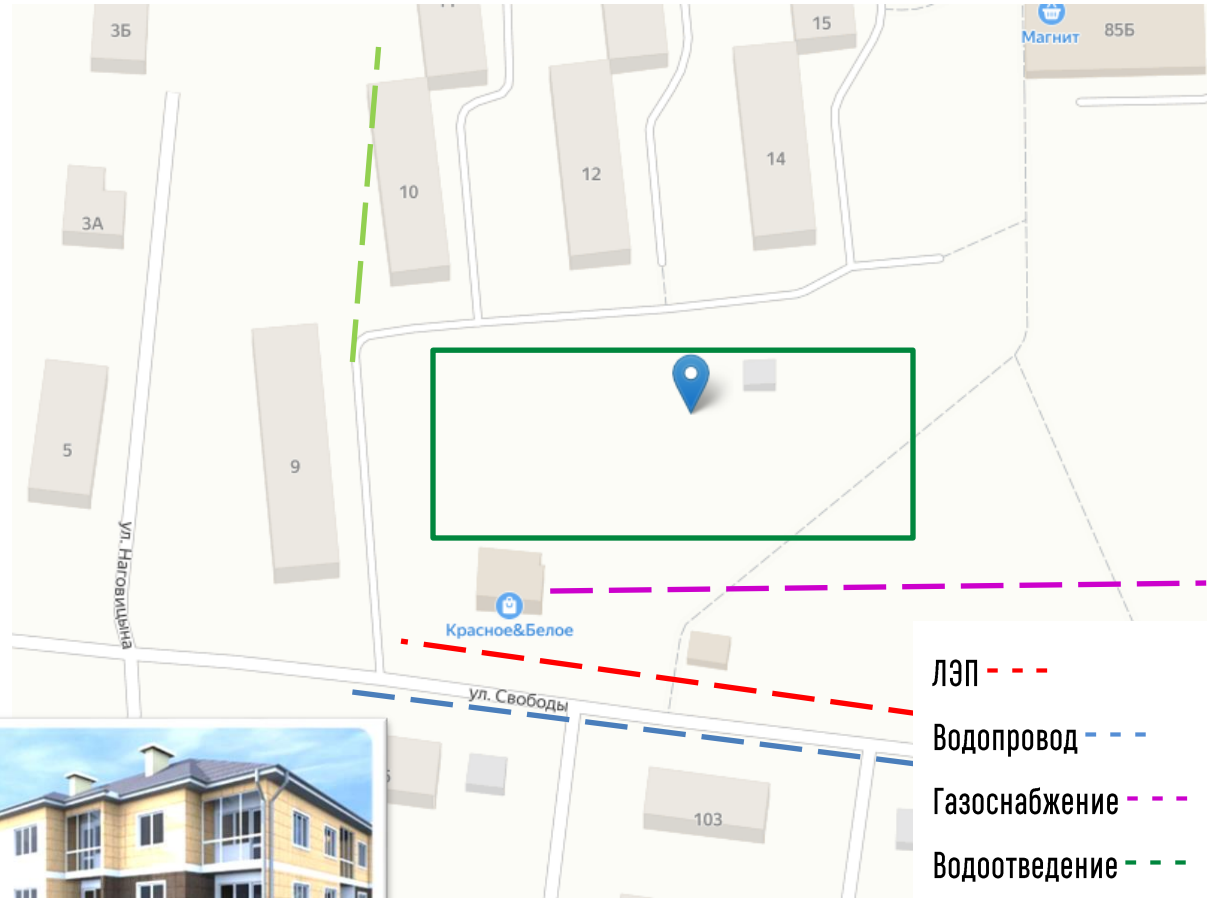 3Б
15
Магнит
85Б
10
12
14
3А
5
9
ул. Наговицына
Красное&Белое
ул. Свободы
103
ЛЭП
Водопровод
Газоснабжение
Водоотведение